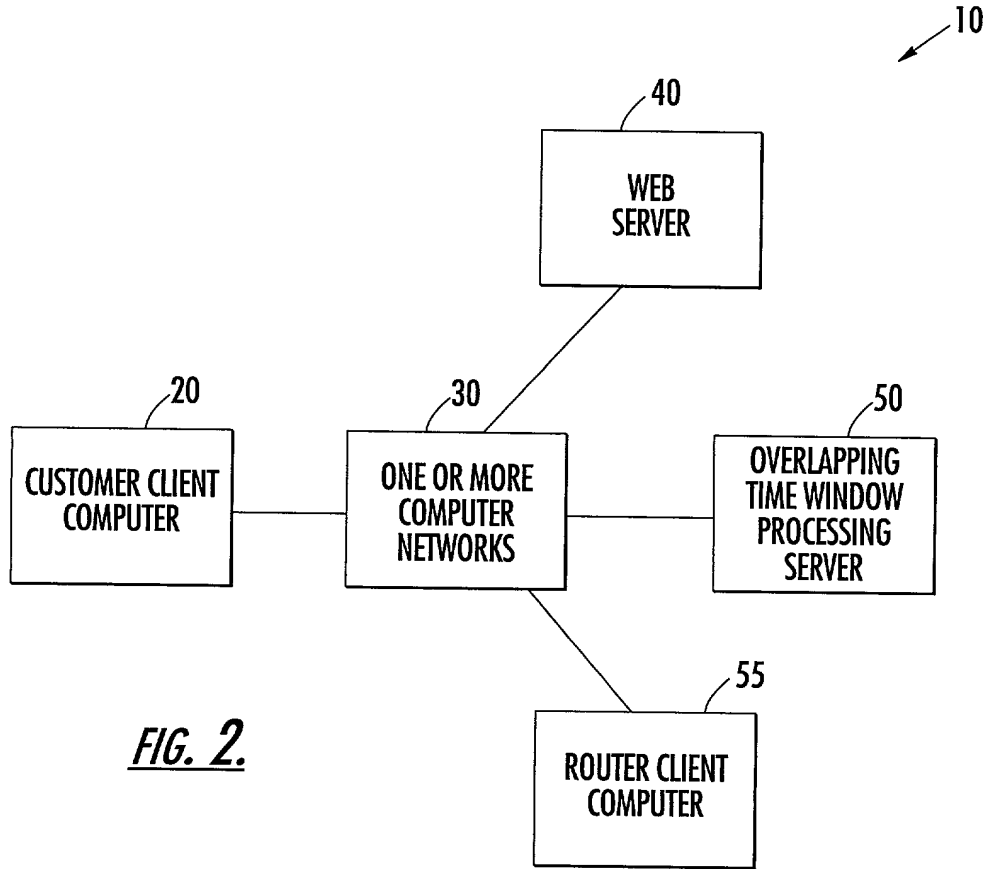 10
40
WEB
SERVER
20
CUSTOMER CLIENT
COMPUTER
30
ONE OR MORE
COMPUTER
NETWORKS
50
OVERLAPPING
TIME WINDOW
PROCESSING
SERVER
55
ROUTER CLIENT
COMPUTER
FIG. 2.